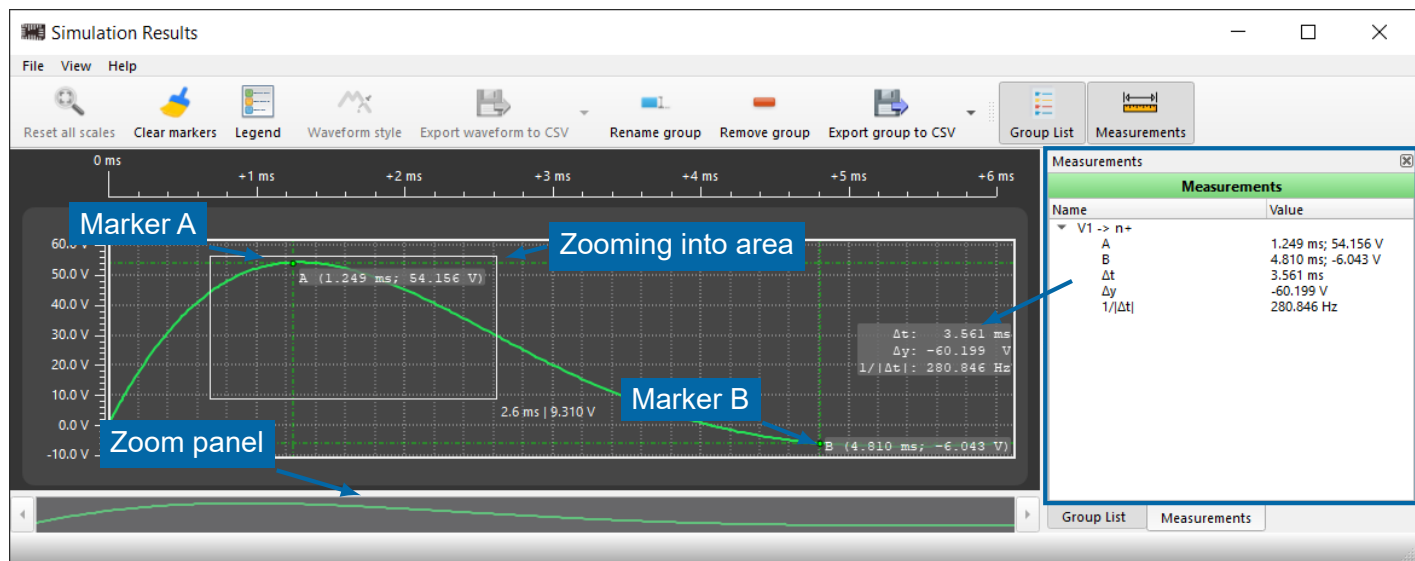 Simulation Results
File View Help
Reset all scales Clear markers Legend Waveform style Export waveform to CSV Rename group Remove group Export group to CSV Group List Measurements
0 ms +1 ms +2 ms +3 ms +4 ms +5 ms +6 ms
Measurements
Measurements
Name Value
V1 -> n+
A 1.249 ms; 54.156 V
B 4.810 ms; -6.043 V
Δt 3.561 ms
Δy -60.199 V
1/|Δt| 280.846 Hz
Marker A
Zooming into area
60.0 V
50.0 V
40.0 V
30.0 V
20.0 V
10.0 V
0.0 V
-10.0 V
A (1.249 ms; 54.156 V)
Δt: 3.561 ms
Δy: -60.199 V
1/|Δt|: 280.846 Hz
Marker B
2.6 ms | 9.310 V
Zoom panel
B (4.810 ms; -6.043 V)
Group List Measurements